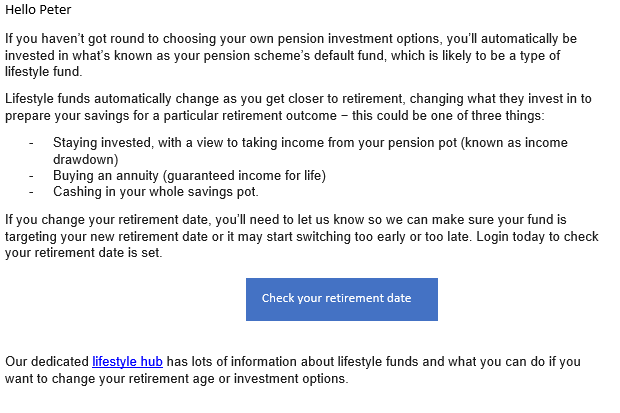 Hello Peter
If you haven’t got round to choosing your own pension investment options, you’ll automatically be
invested in what’s known as your pension scheme’s default fund, which is likely to be a type of
lifestyle fund.
Lifestyle funds automatically change as you get closer to retirement, changing what they invest in to
prepare your savings for a particular retirement outcome – this could be one of three things:
- Staying invested, with a view to taking income from your pension pot (known as income
drawdown)
- Buying an annuity (guaranteed income for life)
- Cashing in your whole savings pot.
If you change your retirement date, you’ll need to let us know so we can make sure your fund is
targeting your new retirement date or it may start switching too early or too late. Login today to check
your retirement date is set.
Check your retirement date
Our dedicated lifestyle hub has lots of information about lifestyle funds and what you can do if you
want to change your retirement age or investment options.